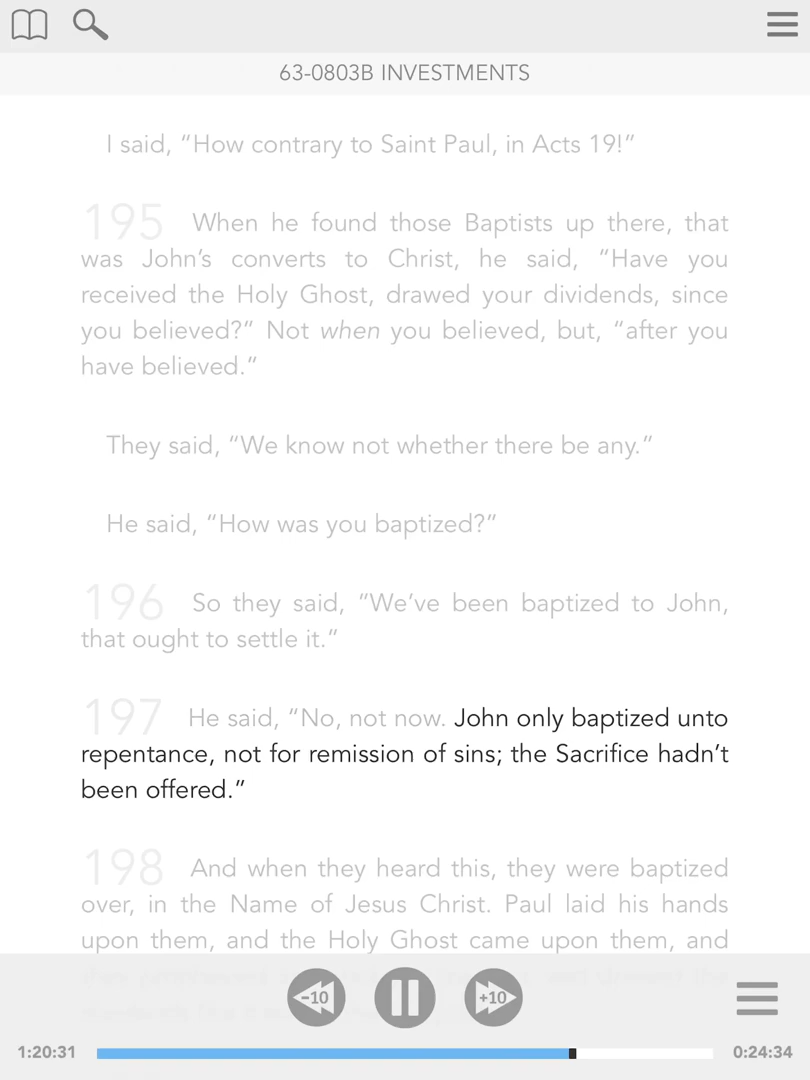 63-0803B INVESTMENTS
I said, “How contrary to Saint Paul, in Acts 19!”
195 When he found those Baptists up there, that
was John’s converts to Christ, he said, “Have you
received the Holy Ghost, drawed your dividends, since
you believed?” Not when you believed, but, “after you
have believed.“
They said, “We know not whether there be any.”
He said, “How was you baptized?”
196 So they said, “We’ve been baptized to John,
that ought to settle it.”
197 He said, “No, not now. John only baptized unto
repentance, not for remission of sins; the Sacrifice hadn’t
been offered.”
198 And when they heard this, they were baptized
over, in the Name of Jesus Christ. Paul laid his hands
upon them, and the Holy Ghost came upon them, and
-10 +10
1:20:31 0:24:34